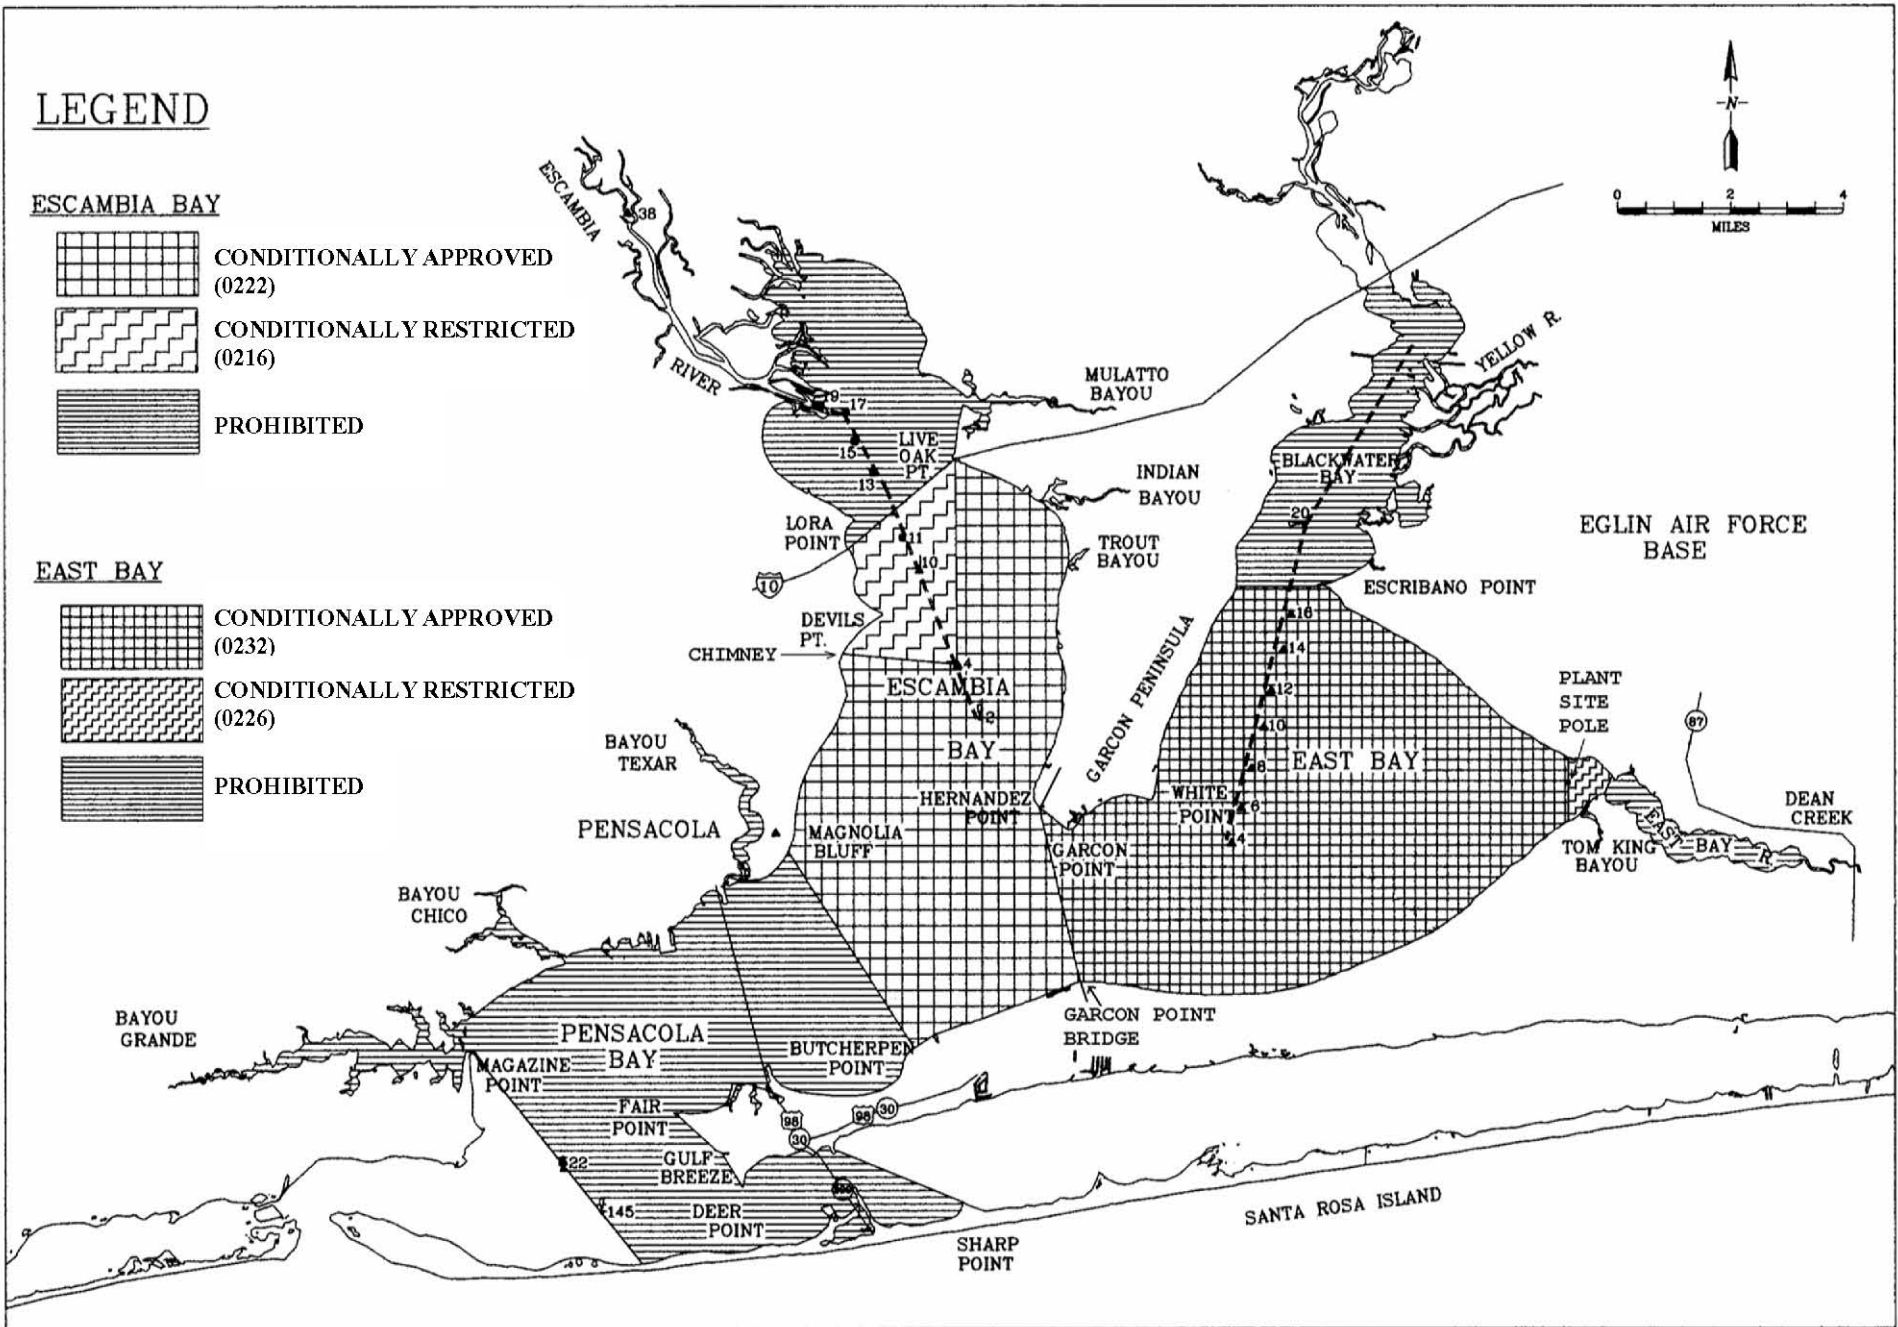 LEGEND
ESCAMBIA BAY
CONDITIONALLY APPROVED
(0222)
CONDITIONALLY RESTRICTED
(0216)
PROHIBITED
EAST BAY
CONDITIONALLY APPROVED
(0232)
CONDITIONALLY RESTRICTED
(0226)
PROHIBITED
N
0 2 4
MILES
ESCAMBIA
RIVER
38
9
17
15
13
11
10
4
2
LIVE
OAK
PT.
MULATTO
BAYOU
INDIAN
BAYOU
TROUT
BAYOU
LORA
POINT
10
DEVILS
PT.
CHIMNEY
ESCAMBIA
BAY
GARCON PENINSULA
HERNANDEZ
POINT
GARCON
POINT
WHITE
POINT
YELLOW R.
BLACKWATER
BAY
20
16
14
12
10
8
6
4
EAST BAY
ESCRIBANO POINT
EGLIN AIR FORCE
BASE
PLANT
SITE
POLE
87
DEAN
CREEK
TOM KING
BAYOU
EAST BAY R.
BAYOU
TEXAR
PENSACOLA
MAGNOLIA
BLUFF
BAYOU
CHICO
BAYOU
GRANDE
PENSACOLA
BAY
MAGAZINE
POINT
BUTCHERPEN
POINT
GARCON POINT
BRIDGE
FAIR
POINT
98
30
98
30
GULF
BREEZE
22
145
DEER
POINT
SHARP
POINT
SANTA ROSA ISLAND